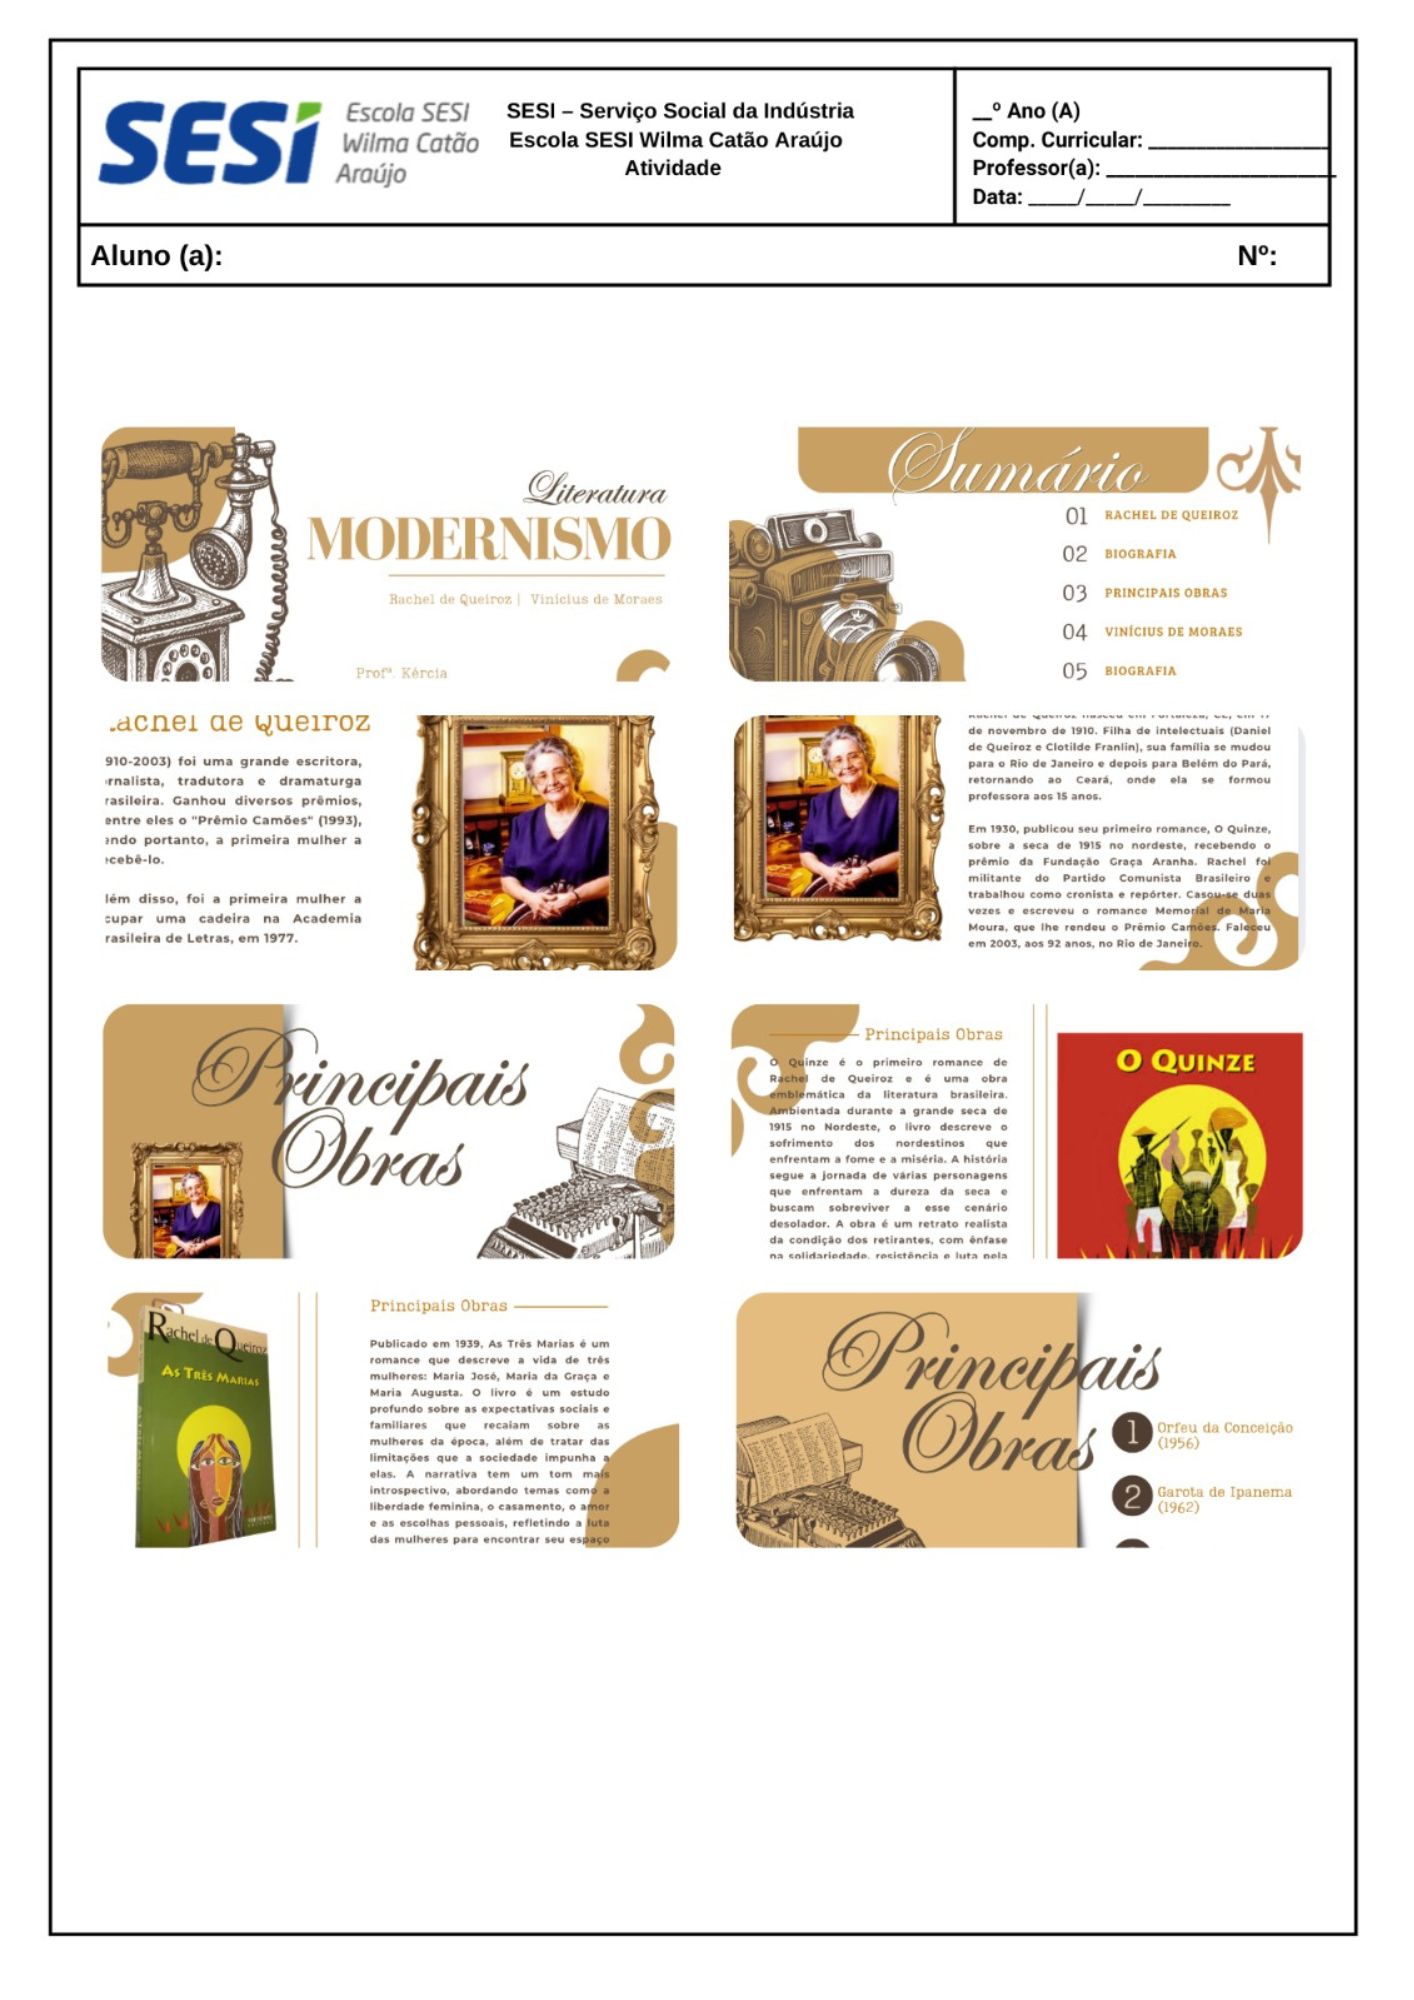 SESI
Escola SESI
Wilma Catão
Araújo
SESI – Serviço Social da Indústria
Escola SESI Wilma Catão Araújo
Atividade
__º Ano (A)
Comp. Curricular: _________________
Professor(a): ______________________
Data: _____/_____/_________
Aluno (a):
Nº:
Literatura
MODERNISMO
Rachel de Queiroz | Vinicius de Moraes
Profª. Kércia
Sumário
01 RACHEL DE QUEIROZ
02 BIOGRAFIA
03 PRINCIPAIS OBRAS
04 VINÍCIUS DE MORAES
05 BIOGRAFIA
achel de Queiroz
910-2003) foi uma grande escritora,
rnalista, tradutora e dramaturga
rasileira. Ganhou diversos prêmios,
entre eles o "Prêmio Camões" (1993),
endo portanto, a primeira mulher a
ecebê-lo.
lém disso, foi a primeira mulher a
cupar uma cadeira na Academia
rasileira de Letras, em 1977.
Rachel de Queiroz nasceu em Fortaleza, CE, em 17
de novembro de 1910. Filha de intelectuais (Daniel
de Queiroz e Clotilde Franlin), sua família se mudou
para o Rio de Janeiro e depois para Belém do Pará,
retornando ao Ceará, onde ela se formou
professora aos 15 anos.
Em 1930, publicou seu primeiro romance, O Quinze,
sobre a seca de 1915 no nordeste, recebendo o
prêmio da Fundação Graça Aranha. Rachel foi
militante do Partido Comunista Brasileiro e
trabalhou como cronista e repórter. Casou-se duas
vezes e escreveu o romance Memorial de Maria
Moura, que lhe rendeu o Prêmio Camões. Faleceu
em 2003, aos 92 anos, no Rio de Janeiro.
Principais
Obras
Principais Obras
O Quinze é o primeiro romance de
Rachel de Queiroz e é uma obra
emblemática da literatura brasileira.
Ambientada durante a grande seca de
1915 no Nordeste, o livro descreve o
sofrimento dos nordestinos que
enfrentam a fome e a miséria. A história
segue a jornada de várias personagens
que enfrentam a dureza da seca e
buscam sobreviver a esse cenário
desolador. A obra é um retrato realista
da condição dos retirantes, com ênfase
na solidariedade, resistência e luta pela
O QUINZE
Rachel de Queiroz
AS TRÊS MARIAS
Principais Obras
Publicado em 1939, As Três Marias é um
romance que descreve a vida de três
mulheres: Maria José, Maria da Graça e
Maria Augusta. O livro é um estudo
profundo sobre as expectativas sociais e
familiares que recaiam sobre as
mulheres da época, além de tratar das
limitações que a sociedade impunha a
elas. A narrativa tem um tom mais
introspectivo, abordando temas como a
liberdade feminina, o casamento, o amor
e as escolhas pessoais, refletindo a luta
das mulheres para encontrar seu espaço
Principais
Obras
1 Orfeu da Conceição
(1956)
2 Garota de Ipanema
(1962)